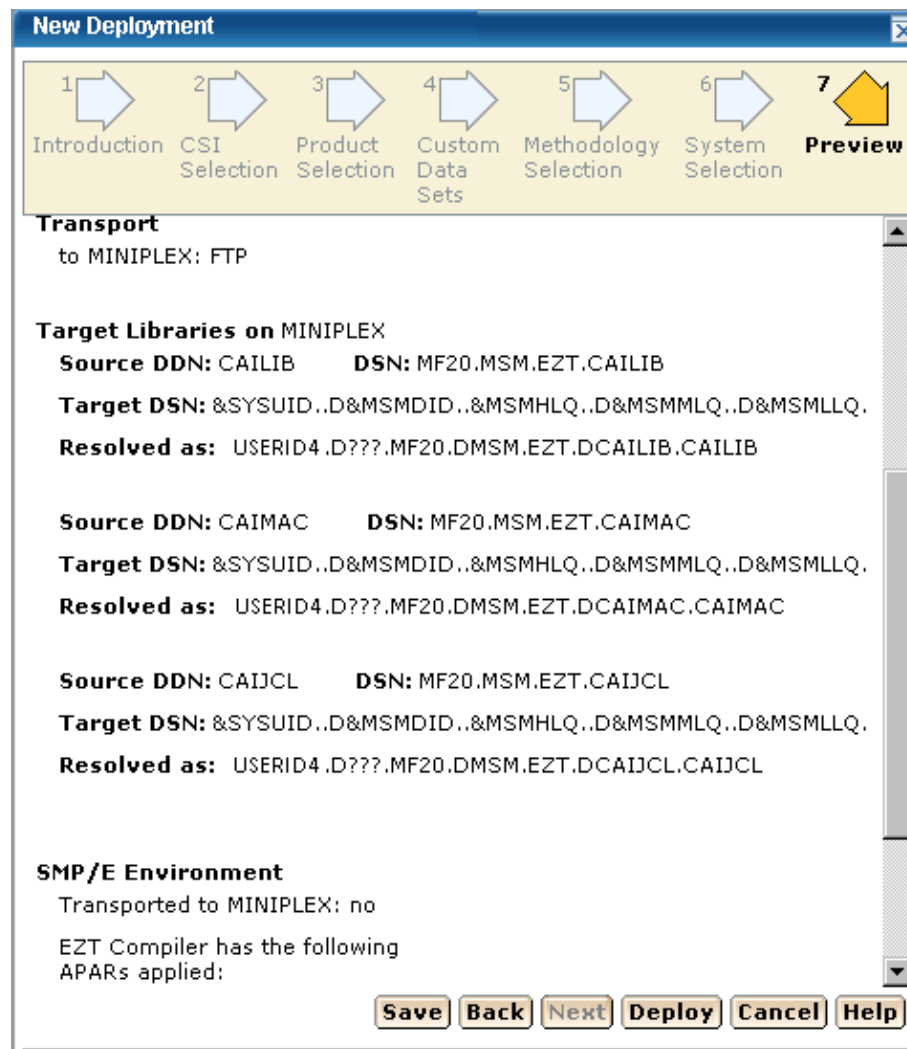 New Deployment
1 2 3 4 5 6 7
Introduction CSI Selection Product Selection Custom Data Sets Methodology Selection System Selection Preview
Transport
to MINIPLEX: FTP
Target Libraries on MINIPLEX
Source DDN: CAILIB DSN: MF20.MSM.EZT.CAILIB
Target DSN: &SYSUID..D&MSMDID..&MSMHLQ..D&MSMMLQ..D&MSMLLQ.
Resolved as: USERID4.D???.MF20.DMSM.EZT.DCAILIB.CAILIB
Source DDN: CAIMAC DSN: MF20.MSM.EZT.CAIMAC
Target DSN: &SYSUID..D&MSMDID..&MSMHLQ..D&MSMMLQ..D&MSMLLQ.
Resolved as: USERID4.D???.MF20.DMSM.EZT.DCAIMAC.CAIMAC
Source DDN: CAIJCL DSN: MF20.MSM.EZT.CAIJCL
Target DSN: &SYSUID..D&MSMDID..&MSMHLQ..D&MSMMLQ..D&MSMLLQ.
Resolved as: USERID4.D???.MF20.DMSM.EZT.DCAIJCL.CAIJCL
SMP/E Environment
Transported to MINIPLEX: no
EZT Compiler has the following
APARs applied:
Save Back Next Deploy Cancel Help